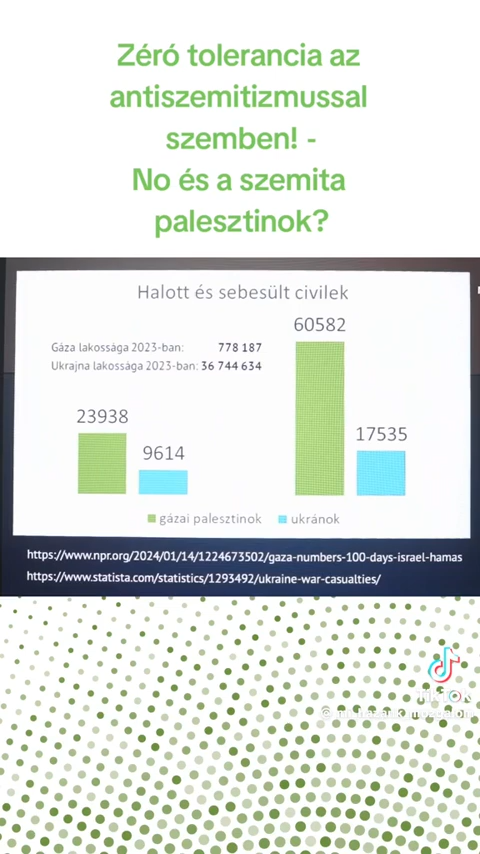 Zéró tolerancia az
antiszemitizmussal
szemben! -
No és a szemita
palesztinok?
Halott és sebesült civilek
60582
Gáza lakossága 2023-ban: 778 187
Ukrajna lakossága 2023-ban: 36 744 634
23938
9614
17535
gázai palesztinok ukránok
https://www.npr.org/2024/01/14/1224673502/gaza-numbers-100-days-israel-hamas
https://www.statista.com/statistics/1293492/ukraine-war-casualties/
TikTok